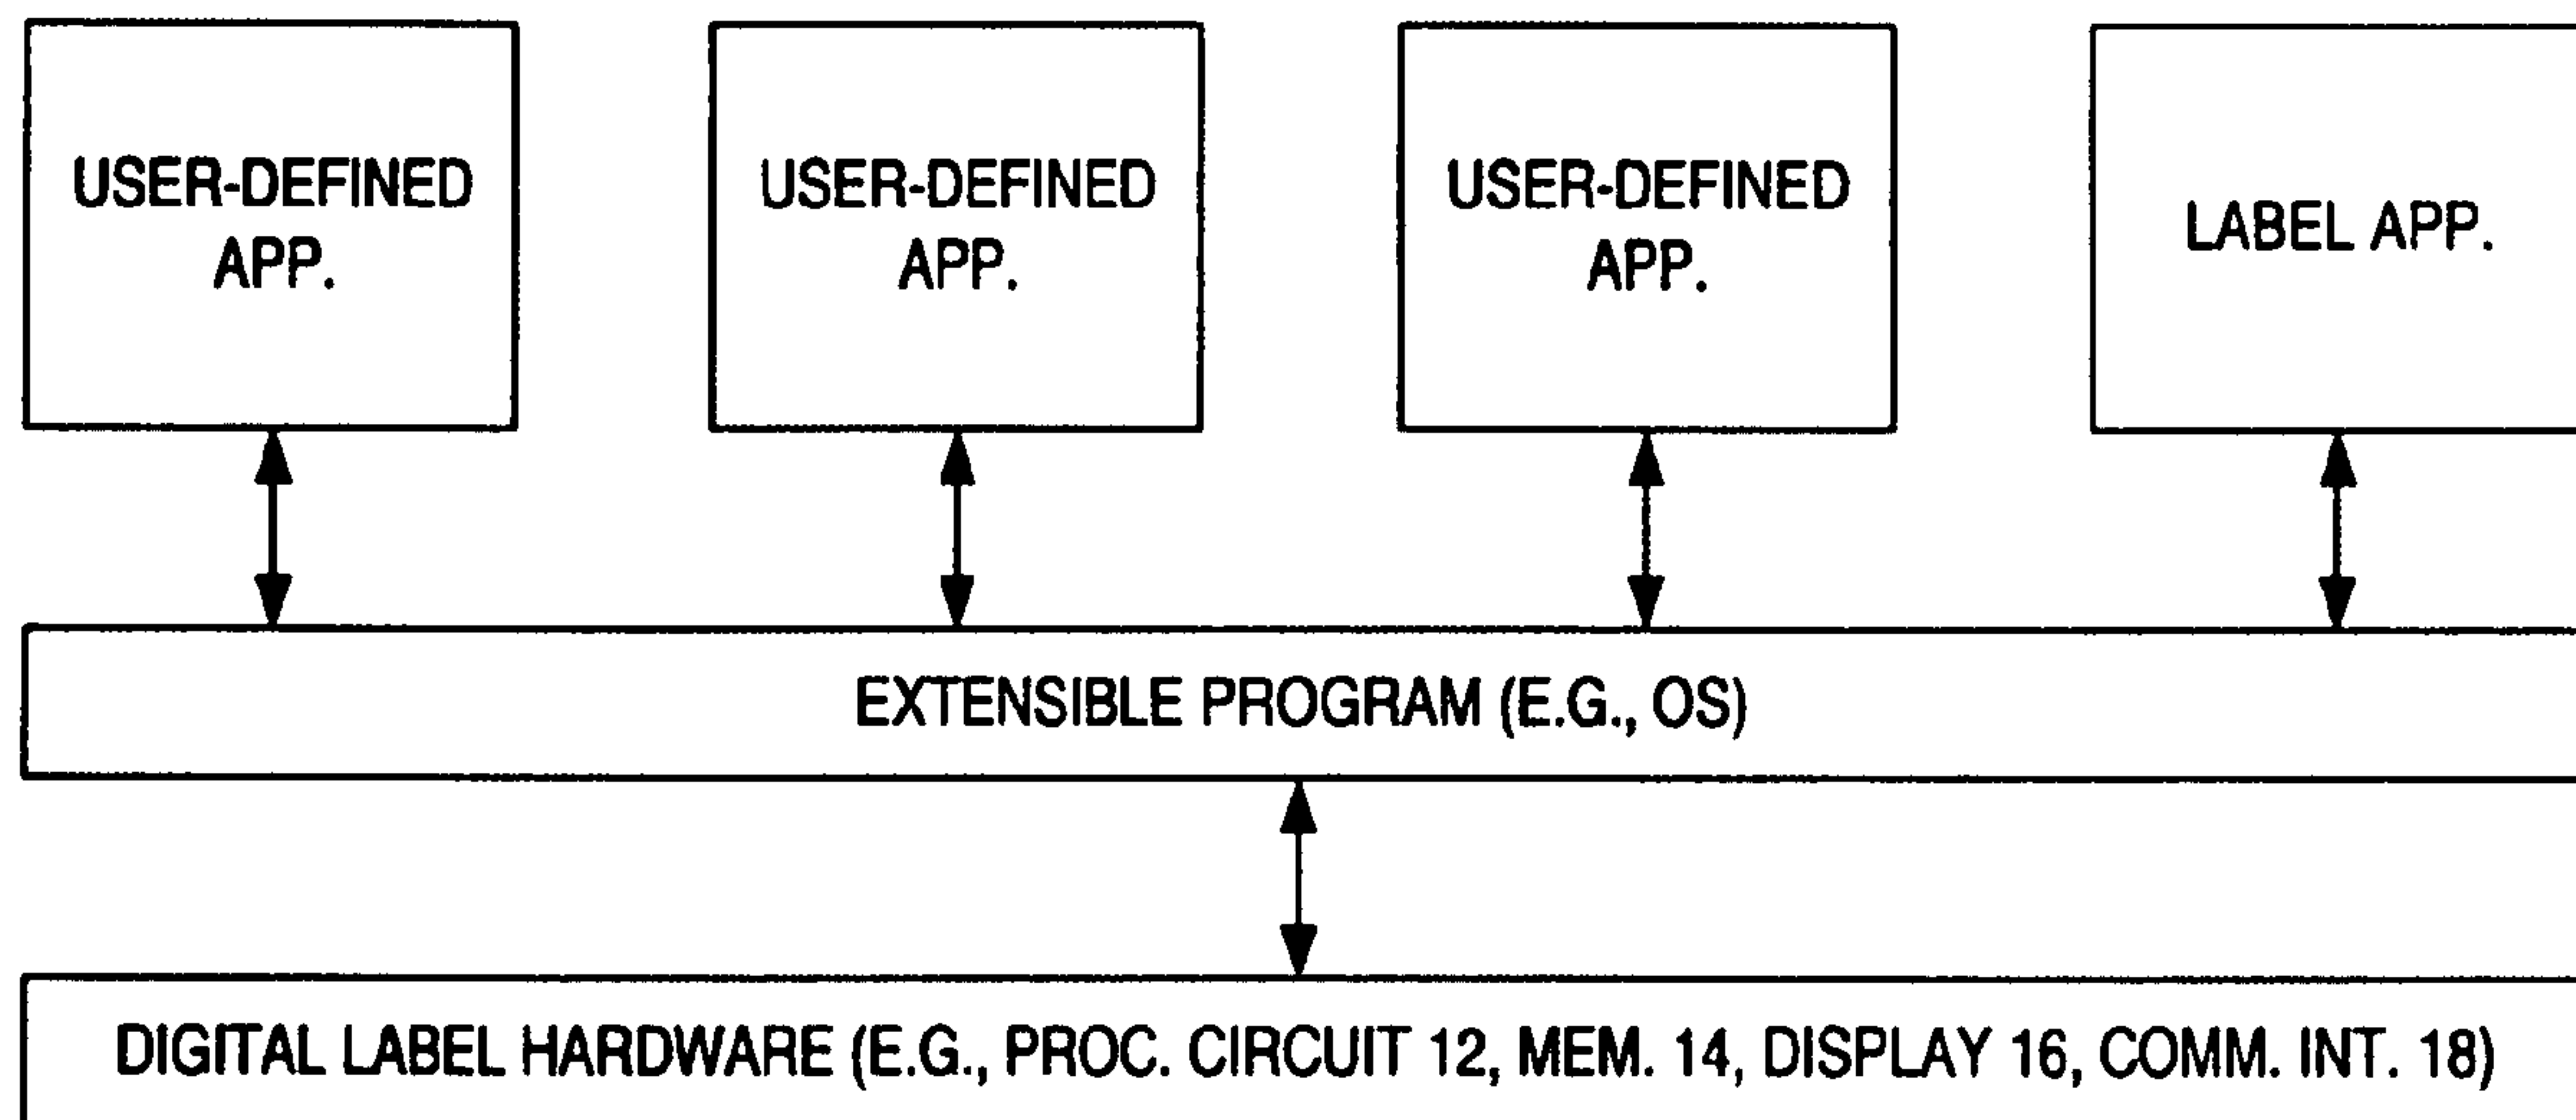 USER-DEFINED
APP.
USER-DEFINED
APP.
USER-DEFINED
APP.
LABEL APP.
EXTENSIBLE PROGRAM (E.G., OS)
DIGITAL LABEL HARDWARE (E.G., PROC. CIRCUIT 12, MEM. 14, DISPLAY 16, COMM. INT. 18)